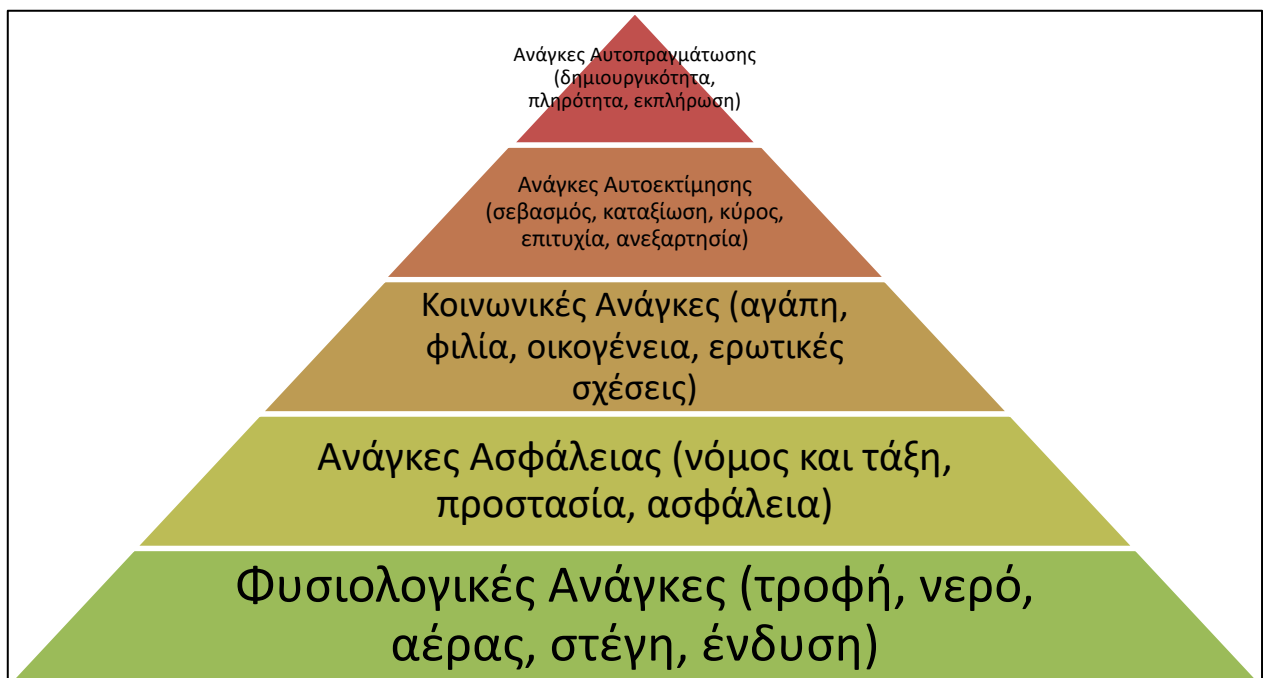 Ανάγκες Αυτοπραγμάτωσης
(δημιουργικότητα,
πληρότητα, εκπλήρωση)
Ανάγκες Αυτοεκτίμησης
(σεβασμός, καταξίωση, κύρος,
επιτυχία, ανεξαρτησία)
Κοινωνικές Ανάγκες (αγάπη,
φιλία, οικογένεια, ερωτικές
σχέσεις)
Ανάγκες Ασφάλειας (νόμος και τάξη,
προστασία, ασφάλεια)
Φυσιολογικές Ανάγκες (τροφή, νερό,
αέρας, στέγη, ένδυση)